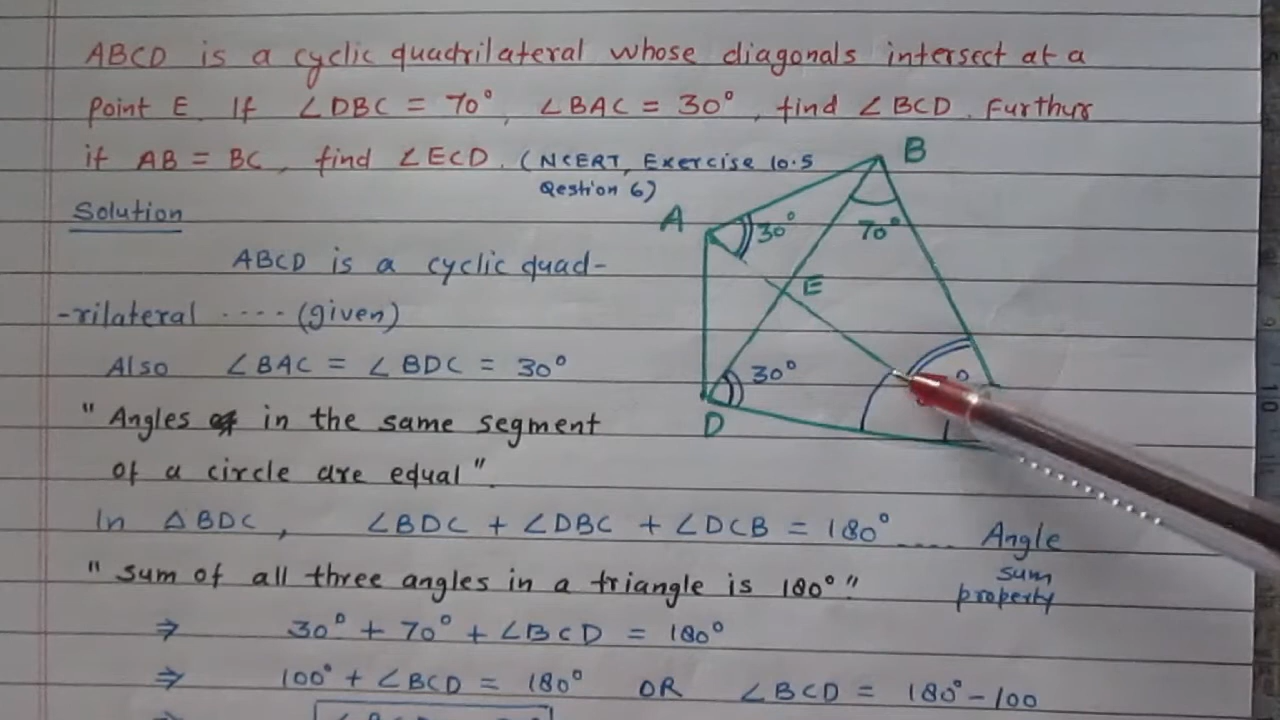 ABCD is a cyclic quadrilateral whose diagonals intersect at a
Point E. If ∠DBC = 70°, ∠BAC = 30°, find ∠BCD. Furthur
if AB = BC, find ∠ECD. (NCERT, Exercise 10.5
Qestion 6)
Solution
B
A
30°
70°
E
30°
D
ABCD is a cyclic quad-
-rilateral .... (given)
Also ∠BAC = ∠BDC = 30°
"Angles of in the same segment
of a circle are equal".
In △BDC, ∠BDC + ∠DBC + ∠DCB = 180° .... Angle
sum
property
"Sum of all three angles in a triangle is 180°"
⇒ 30° + 70° + ∠BCD = 180°
⇒ 100° + ∠BCD = 180° OR ∠BCD = 180° - 100